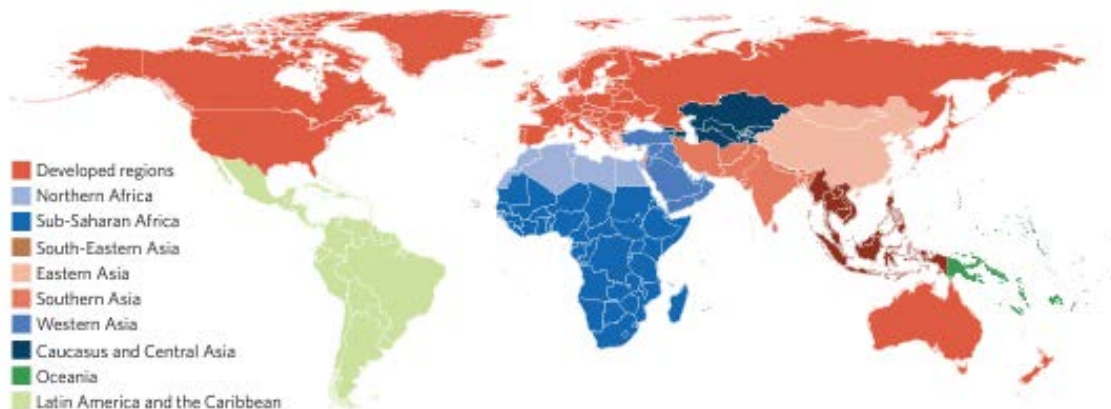 Developed regions
Northern Africa
Sub-Saharan Africa
South-Eastern Asia
Eastern Asia
Southern Asia
Western Asia
Caucasus and Central Asia
Oceania
Latin America and the Caribbean